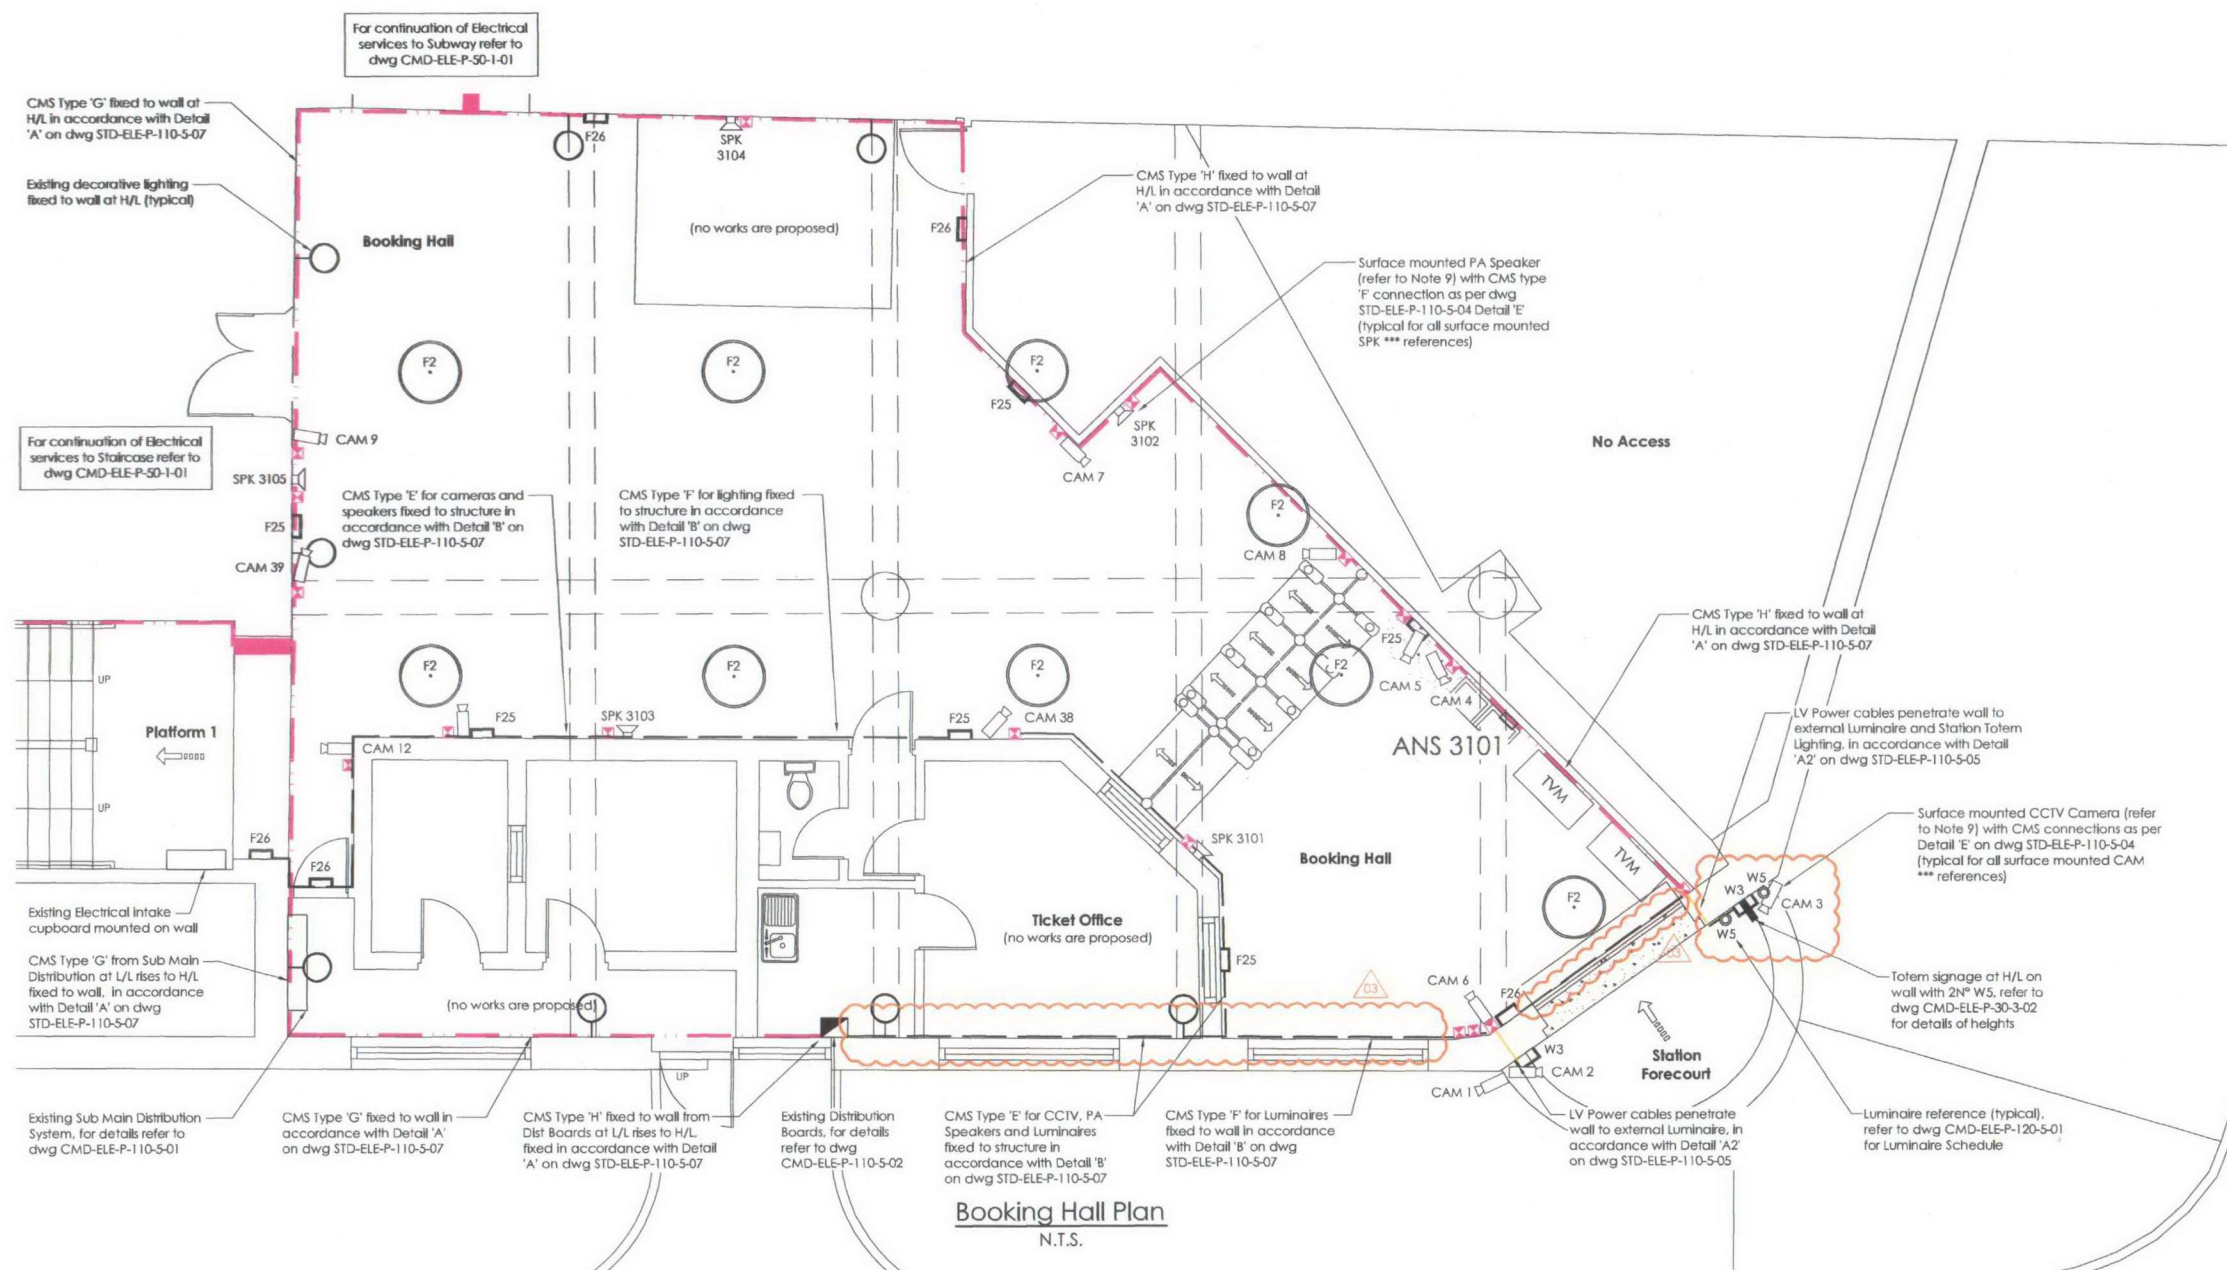 For continuation of Electrical
services to Subway refer to
dwg CMD-ELE-P-50-1-01
CMS Type 'G' fixed to wall at
H/L in accordance with Detail
'A' on dwg STD-ELE-P-110-5-07
Existing decorative lighting
fixed to wall at H/L (typical)
Booking Hall
F26
SPK
3104
(no works are proposed)
F26
CMS Type 'H' fixed to wall at
H/L in accordance with Detail
'A' on dwg STD-ELE-P-110-5-07
Surface mounted PA Speaker
(refer to Note 9) with CMS type
'F' connection as per dwg
STD-ELE-P-110-5-04 Detail 'E'
(typical for all surface mounted
SPK *** references)
F2
F2
F2
F25
SPK
3102
CAM 7
No Access
CAM 9
For continuation of Electrical
services to Staircase refer to
dwg CMD-ELE-P-50-1-01
SPK 3105
F25
CAM 39
CMS Type 'E' for cameras and
speakers fixed to structure in
accordance with Detail 'B' on
dwg STD-ELE-P-110-5-07
CMS Type 'F' for lighting fixed
to structure in accordance
with Detail 'B' on dwg
STD-ELE-P-110-5-07
F2
CAM 8
F25
F2
CAM 5
CAM 4
ANS 3101
CMS Type 'H' fixed to wall at
H/L in accordance with Detail
'A' on dwg STD-ELE-P-110-5-07
UP
Platform 1
UP
F2
F2
F2
F25
SPK 3103
F25
CAM 38
CAM 12
TVM
TVM
LV Power cables penetrate wall to
external Luminaire and Station Totem
Lighting, in accordance with Detail
'A2' on dwg STD-ELE-P-110-5-05
Surface mounted CCTV Camera (refer
to Note 9) with CMS connections as per
Detail 'E' on dwg STD-ELE-P-110-5-04
(typical for all surface mounted CAM
*** references)
F26
F26
SPK 3101
Booking Hall
F2
W5
W3
CAM 3
W5
03
Existing Electrical intake
cupboard mounted on wall
CMS Type 'G' from Sub Main
Distribution at L/L rises to H/L
fixed to wall, in accordance
with Detail 'A' on dwg
STD-ELE-P-110-5-07
Ticket Office
(no works are proposed)
F25
(no works are proposed)
03
CAM 6
F26
Totem signage at H/L on
wall with 2N° W5, refer to
dwg CMD-ELE-P-30-3-02
for details of heights
UP
W3
CAM 2
CAM 1
Station
Forecourt
Existing Sub Main Distribution
System, for details refer to
dwg CMD-ELE-P-110-5-01
CMS Type 'G' fixed to wall in
accordance with Detail 'A'
on dwg STD-ELE-P-110-5-07
CMS Type 'H' fixed to wall from
Dist Boards at L/L rises to H/L,
fixed in accordance with Detail
'A' on dwg STD-ELE-P-110-5-07
Existing Distribution
Boards, for details
refer to dwg
CMD-ELE-P-110-5-02
CMS Type 'E' for CCTV, PA
Speakers and Luminaires
fixed to structure in
accordance with Detail 'B'
on dwg STD-ELE-P-110-5-07
CMS Type 'F' for Luminaires
fixed to wall in accordance
with Detail 'B' on dwg
STD-ELE-P-110-5-07
LV Power cables penetrate
wall to external Luminaire, in
accordance with Detail 'A2'
on dwg STD-ELE-P-110-5-05
Luminaire reference (typical),
refer to dwg CMD-ELE-P-120-5-01
for Luminaire Schedule
Booking Hall Plan
N.T.S.